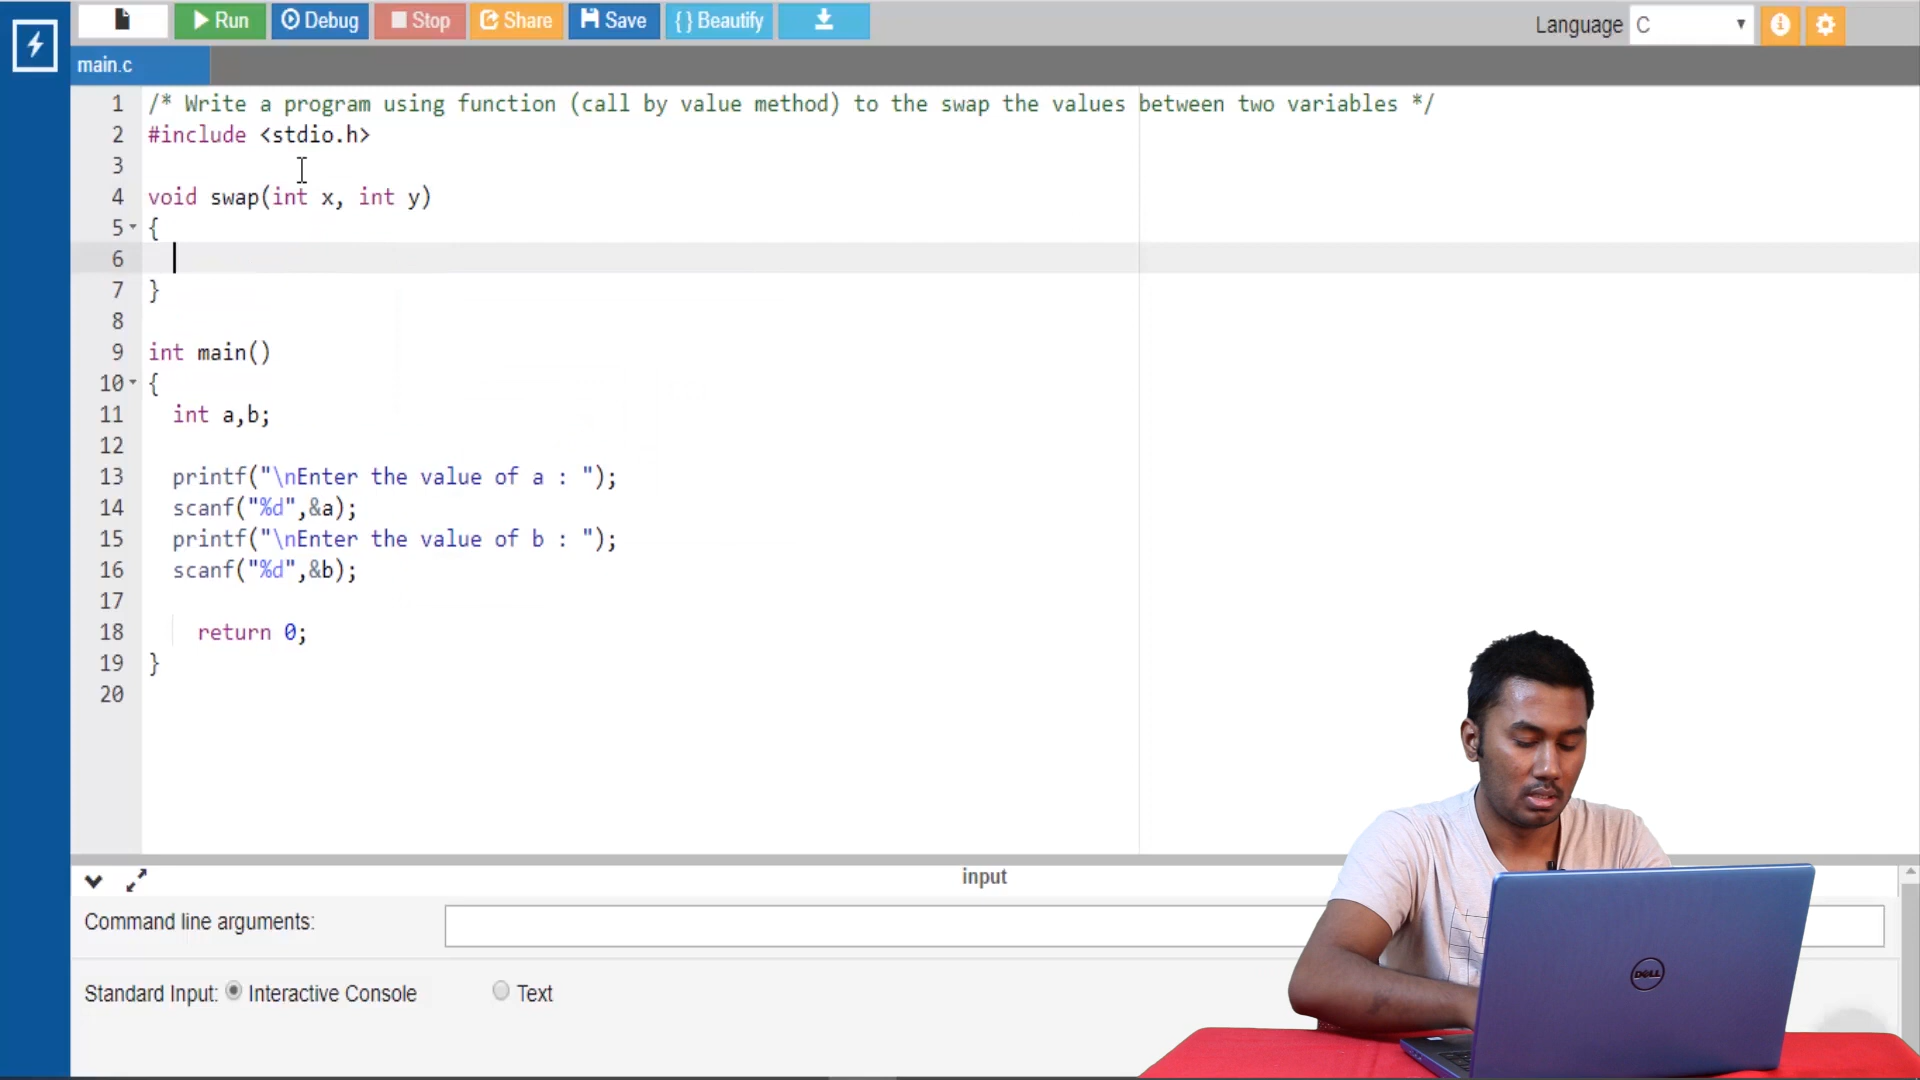 Run Debug Stop Share Save { } Beautify Language C
main.c
1 /* Write a program using function (call by value method) to the swap the values between two variables */
2 #include <stdio.h>
3
4 void swap(int x, int y)
5 {
6
7 }
8
9 int main()
10 {
11 int a,b;
12
13 printf("\nEnter the value of a : ");
14 scanf("%d",&a);
15 printf("\nEnter the value of b : ");
16 scanf("%d",&b);
17
18 return 0;
19 }
20
input
Command line arguments:
Standard Input: Interactive Console Text
DELL